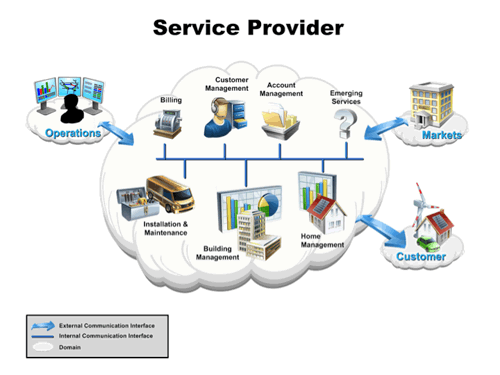 Service Provider
Customer
Management
Account
Management
Billing
Emerging
Services
Operations
Markets
Installation &
Maintenance
Building
Management
Home
Management
Customer
External Communication Interface
Internal Communication Interface
Domain